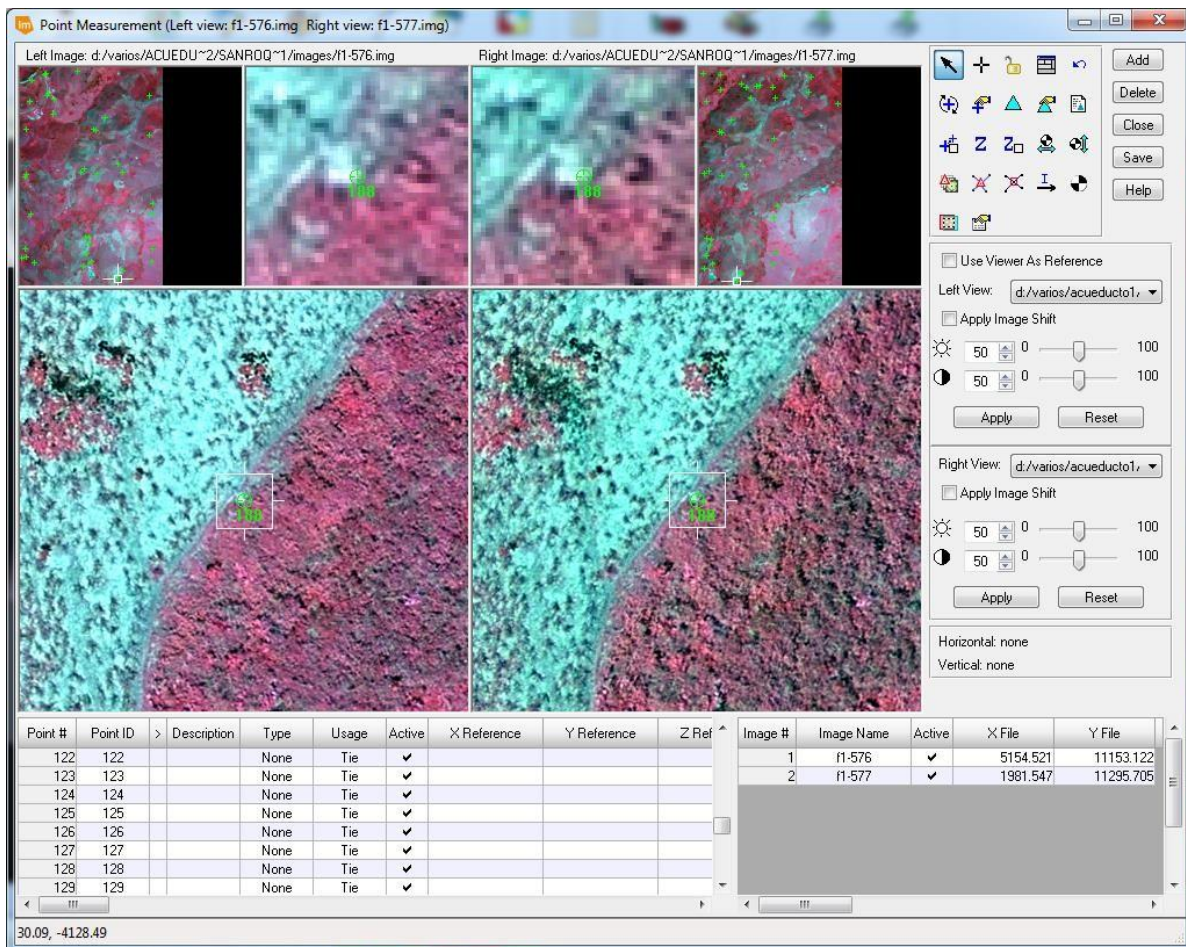 Point Measurement (Left view: f1-576.img Right view: f1-577.img)
Left Image: d:/varios/ACUEDU~2/SANROQ~1/images/f1-576.img
Right Image: d:/varios/ACUEDU~2/SANROQ~1/images/f1-577.img
Add
Delete
Close
Save
Help
188
188
188
188
Use Viewer As Reference
Left View: d:/varios/acueducto1/
Apply Image Shift
50 0 100
50 0 100
Apply Reset
Right View: d:/varios/acueducto1/
Apply Image Shift
50 0 100
50 0 100
Apply Reset
Horizontal: none
Vertical: none
Point # Point ID > Description Type Usage Active X Reference Y Reference Z Ref
122 122 None Tie
123 123 None Tie
124 124 None Tie
125 125 None Tie
126 126 None Tie
127 127 None Tie
128 128 None Tie
129 129 None Tie
Image # Image Name Active X File Y File
1 f1-576 5154.521 11153.122
2 f1-577 1981.547 11295.705
30.09, -4128.49